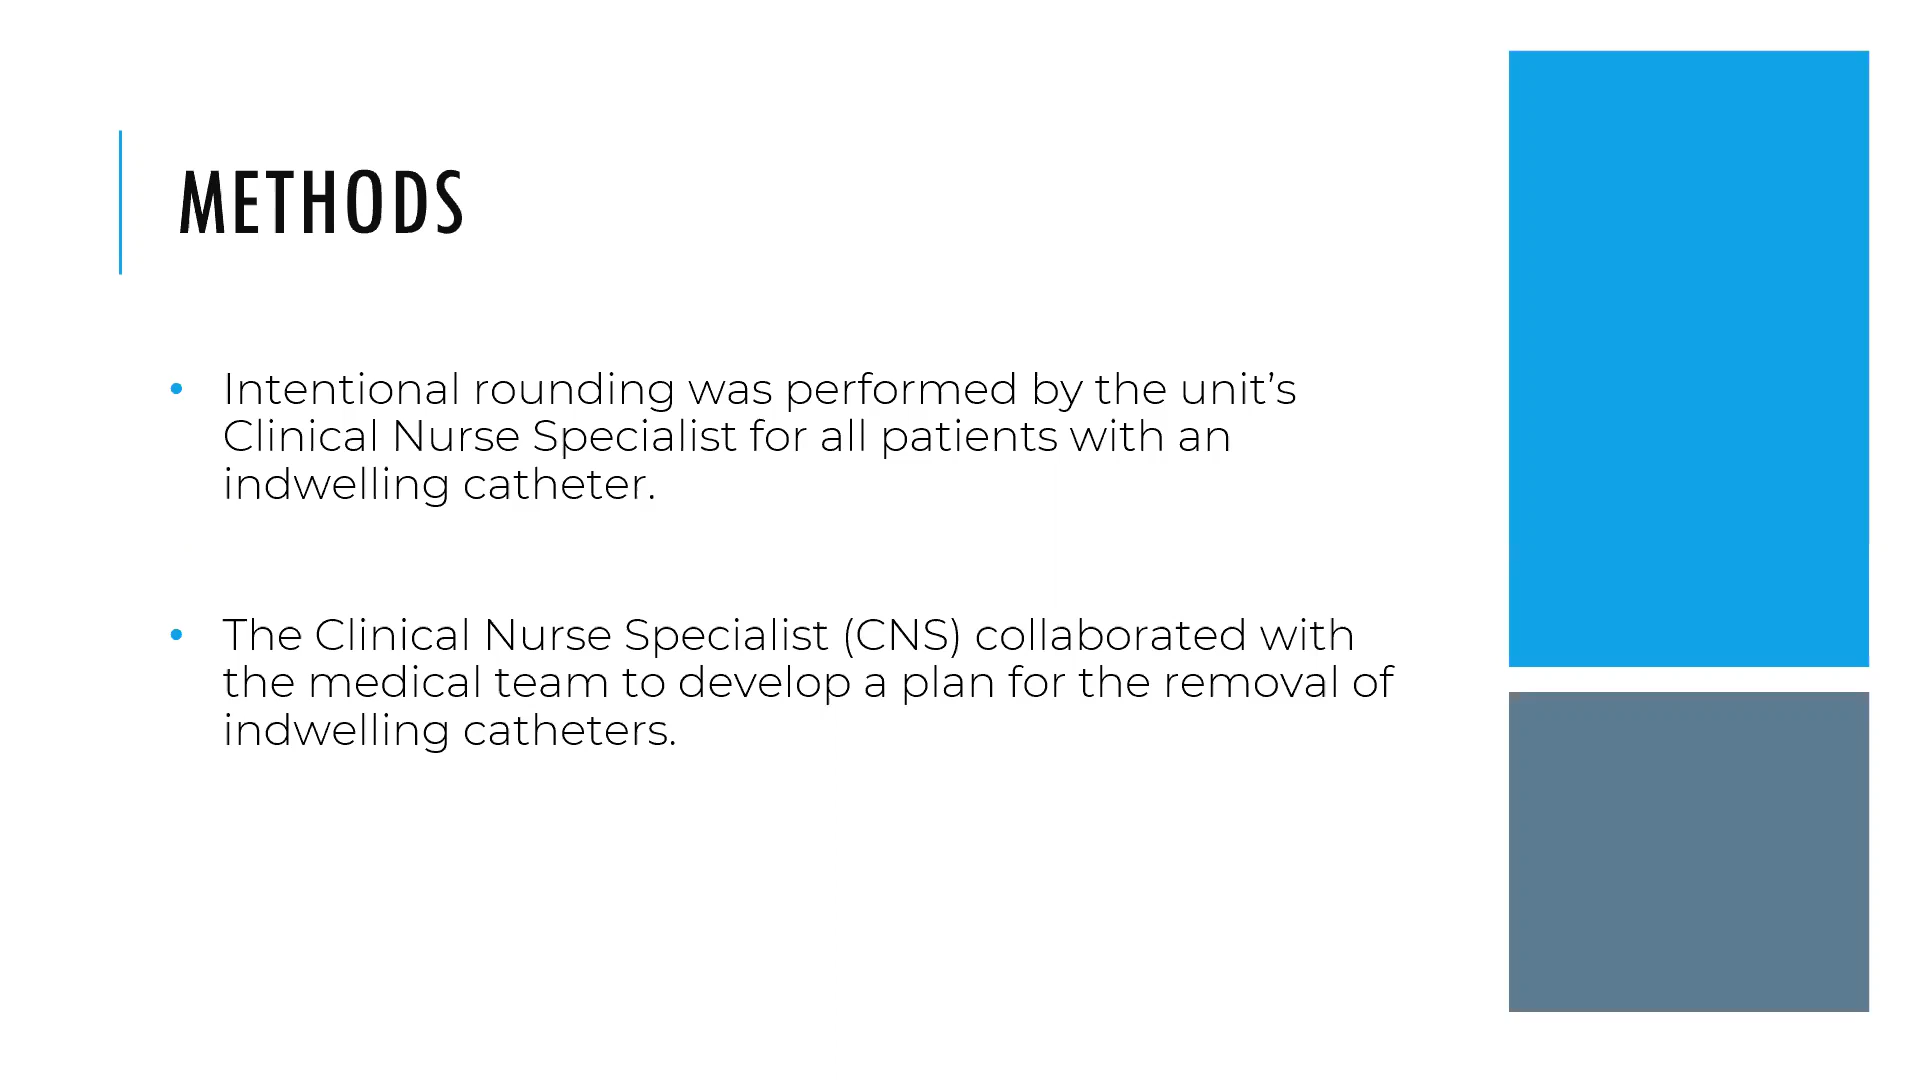 METHODS
• Intentional rounding was performed by the unit’s
Clinical Nurse Specialist for all patients with an
indwelling catheter.
• The Clinical Nurse Specialist (CNS) collaborated with
the medical team to develop a plan for the removal of
indwelling catheters.